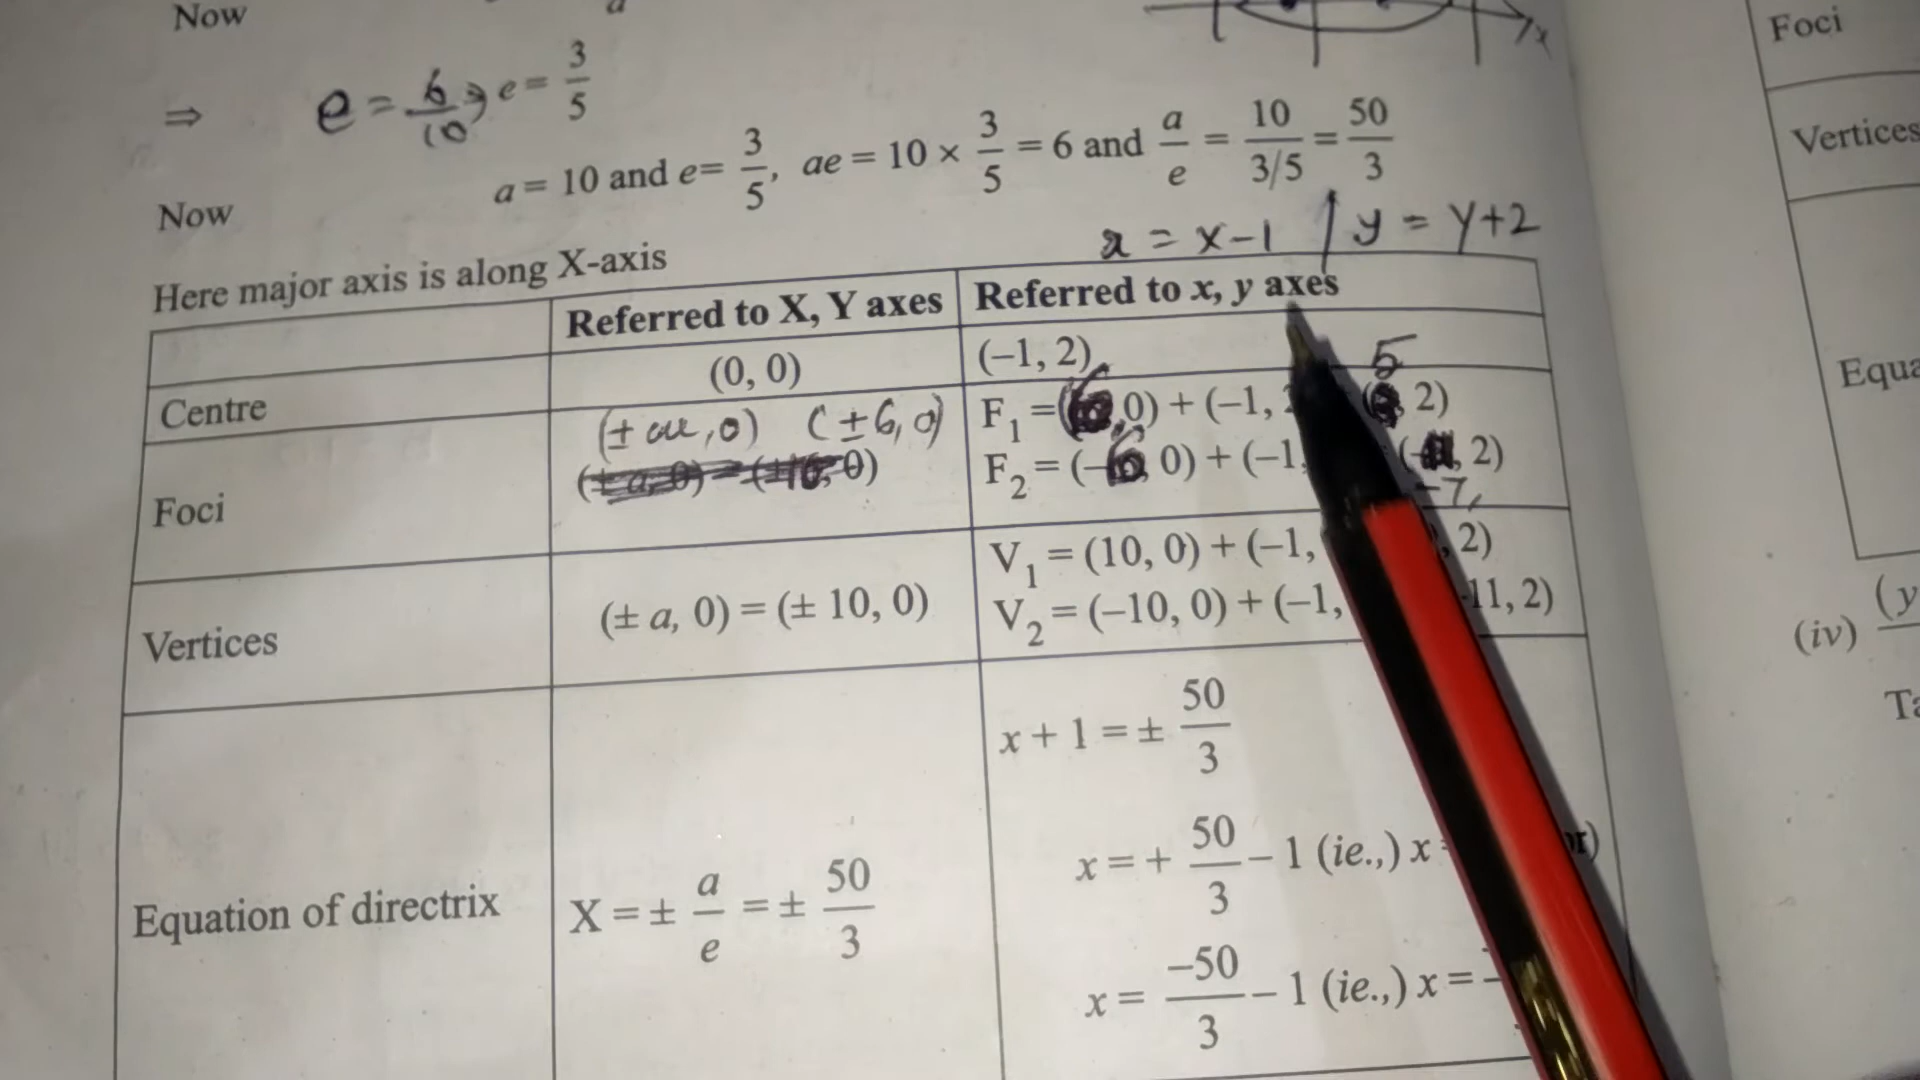 Now
a
⇒ e = 6/10 ⇒ e = 3/5
Now a = 10 and e= 3/5, ae = 10 × 3/5 = 6 and a/e = 10/3/5 = 50/3
x = X-1 / y = Y+2
Here major axis is along X-axis
Referred to X, Y axes Referred to x, y axes
Centre (0, 0) (–1, 2)
(± ae, 0) (±6, 0)
Foci
F1 = (6, 0) + (–1, 5, 2)
F2 = (–6, 0) + (–1, -7, 2)
Vertices (± a, 0) = (± 10, 0)
V1 = (10, 0) + (–1, , 2)
V2 = (–10, 0) + (–1, 11, 2)
x + 1 = ± 50/3
Equation of directrix X = ± a/e = ± 50/3
x = + 50/3 – 1 (ie.,) x or)
x = –50/3 – 1 (ie.,) x = –
Foci
Vertices
Equa
(iv) (y
Ta